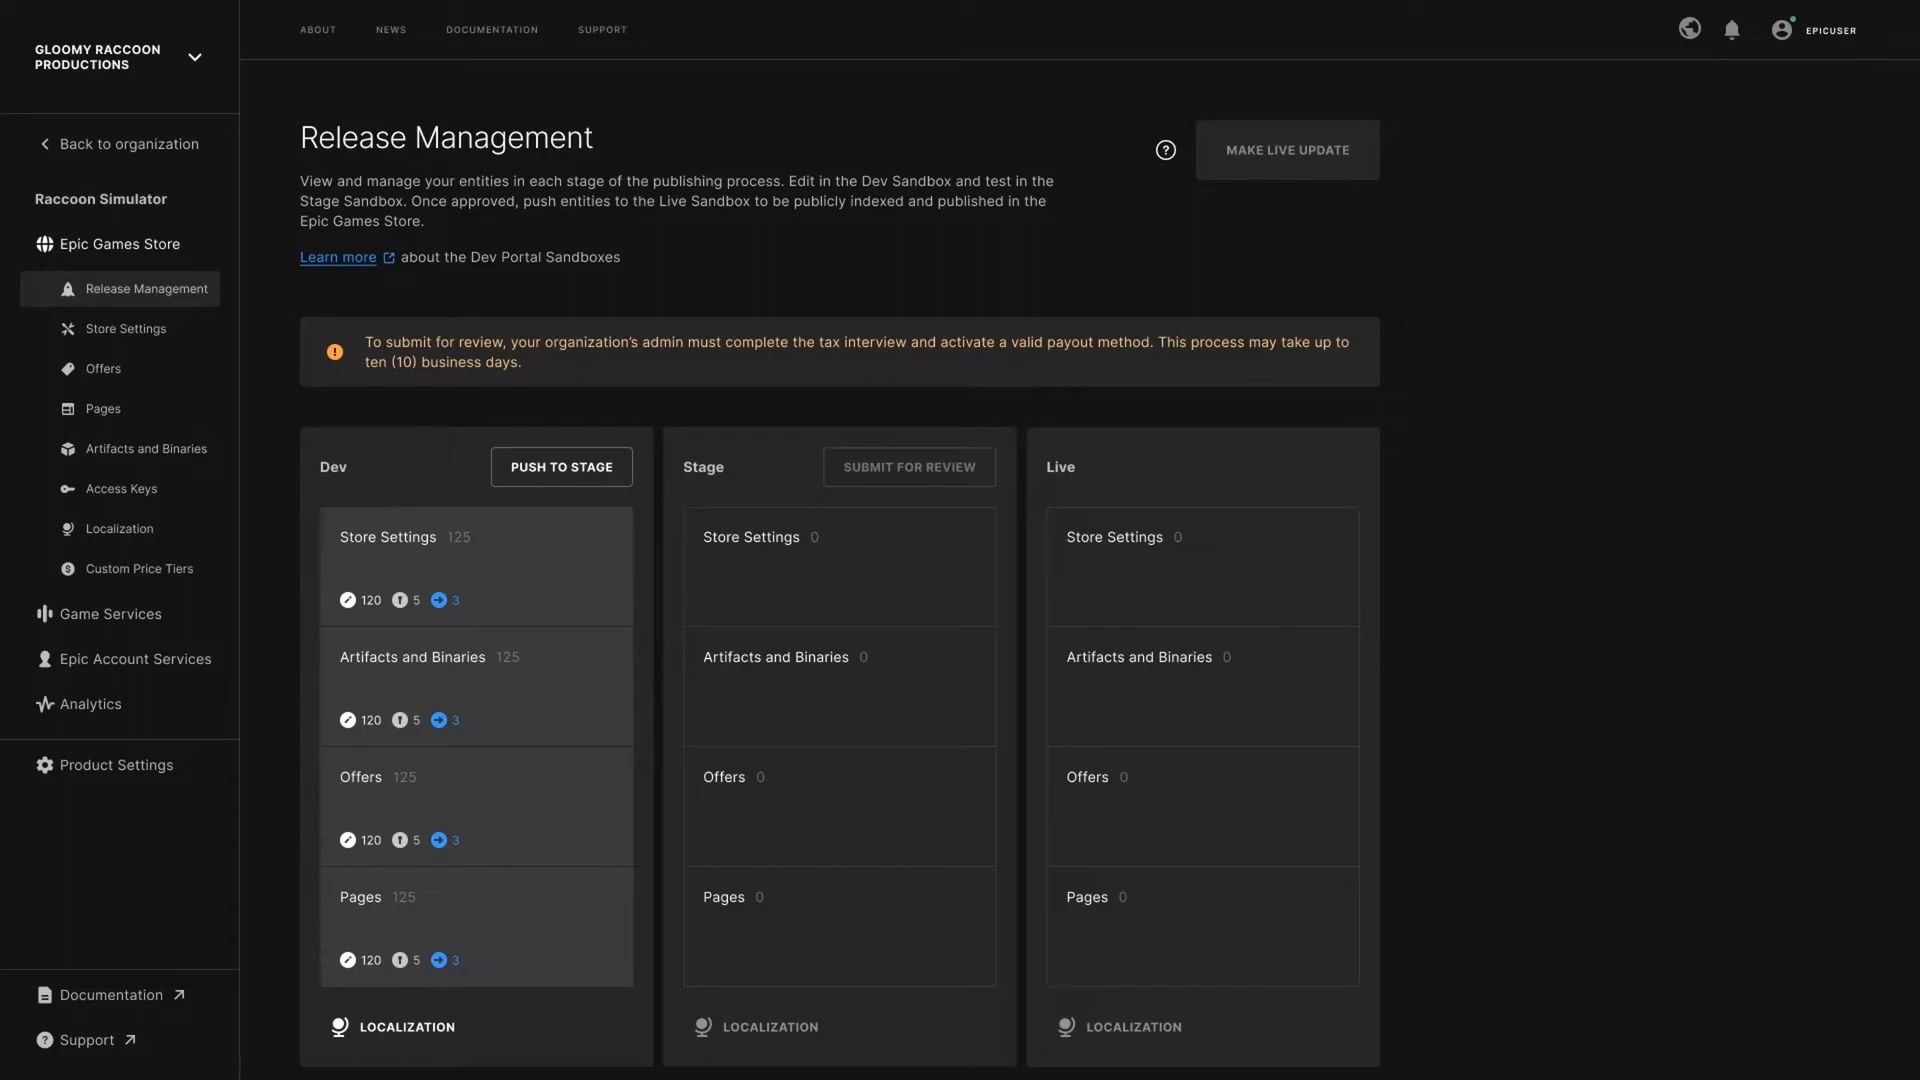 GLOOMY RACCOON
PRODUCTIONS
ABOUT
NEWS
DOCUMENTATION
SUPPORT
EPICUSER
Back to organization
Raccoon Simulator
Epic Games Store
Release Management
Store Settings
Offers
Pages
Artifacts and Binaries
Access Keys
Localization
Custom Price Tiers
Game Services
Epic Account Services
Analytics
Product Settings
Documentation
Support
Release Management
MAKE LIVE UPDATE
View and manage your entities in each stage of the publishing process. Edit in the Dev Sandbox and test in the
Stage Sandbox. Once approved, push entities to the Live Sandbox to be publicly indexed and published in the
Epic Games Store.
Learn more about the Dev Portal Sandboxes
To submit for review, your organization's admin must complete the tax interview and activate a valid payout method. This process may take up to
ten (10) business days.
Dev
PUSH TO STAGE
Store Settings 125
120 5 3
Artifacts and Binaries 125
120 5 3
Offers 125
120 5 3
Pages 125
120 5 3
LOCALIZATION
Stage
SUBMIT FOR REVIEW
Store Settings 0
Artifacts and Binaries 0
Offers 0
Pages 0
LOCALIZATION
Live
Store Settings 0
Artifacts and Binaries 0
Offers 0
Pages 0
LOCALIZATION